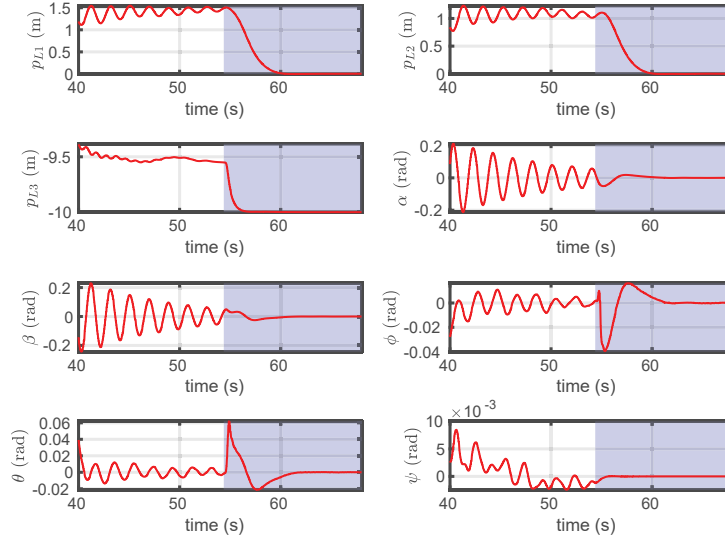 1.5
1
0.5
0
p_{L1} (m)
40 50 60
time (s)
1
0.5
0
p_{L2} (m)
40 50 60
time (s)
-9.5
-10
p_{L3} (m)
40 50 60
time (s)
0.2
0
-0.2
α (rad)
40 50 60
time (s)
0.2
0
-0.2
β (rad)
40 50 60
time (s)
0
-0.02
-0.04
ϕ (rad)
40 50 60
time (s)
0.06
0.04
0.02
0
-0.02
θ (rad)
40 50 60
time (s)
×10⁻³
10
5
0
ψ (rad)
40 50 60
time (s)